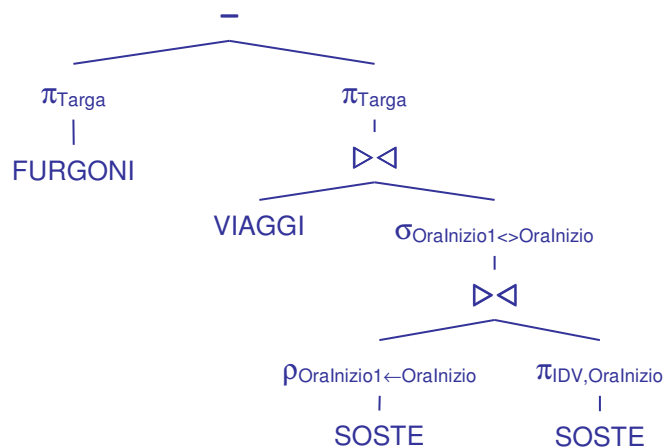 −
πTarga πTarga
FURGONI ▷◁
VIAGGI σOraInizio1<>OraInizio
▷◁
ρOraInizio1←OraInizio πIDV,OraInizio
SOSTE SOSTE